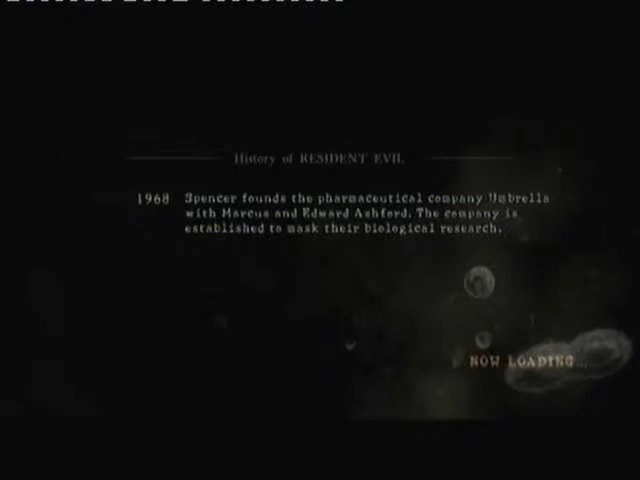 History of RESIDENT EVIL
1968 Spencer founds the pharmaceutical company Umbrella
with Marcus and Edward Ashford. The company is
established to mask their biological research.
NOW LOADING...